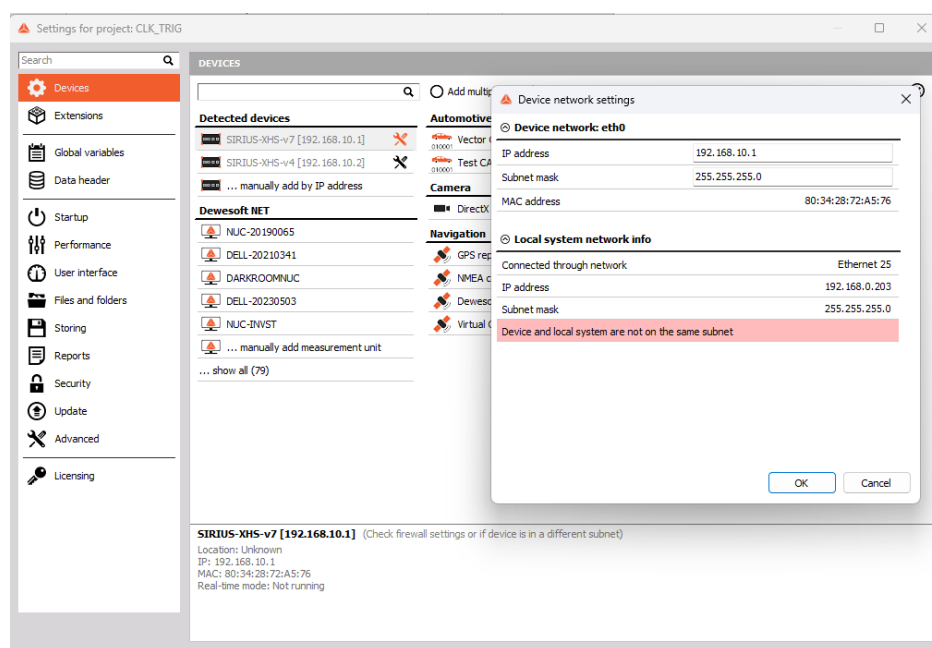 Settings for project: CLK_TRIG
Search
Devices
Extensions
Global variables
Data header
Startup
Performance
User interface
Files and folders
Storing
Reports
Security
Update
Advanced
Licensing
DEVICES
Detected devices
SIRIUS-XHS-v7 [192.168.10.1]
SIRIUS-XHS-v4 [192.168.10.2]
... manually add by IP address
Dewesoft NET
NUC-20190065
DELL-20210341
DARKROOMNUC
DELL-20230503
NUC-INVST
... manually add measurement unit
... show all (79)
Add multip
Automotive
010001
Vector
010001
Test CA
Camera
DirectX
Navigation
GPS rep
NMEA
Deweso
Virtual
Device network settings
Device network: eth0
IP address 192.168.10.1
Subnet mask 255.255.255.0
MAC address 80:34:28:72:A5:76
Local system network info
Connected through network Ethernet 25
IP address 192.168.0.203
Subnet mask 255.255.255.0
Device and local system are not on the same subnet
OK Cancel
SIRIUS-XHS-v7 [192.168.10.1] (Check firewall settings or if device is in a different subnet)
Location: Unknown
IP: 192.168.10.1
MAC: 80:34:28:72:A5:76
Real-time mode: Not running